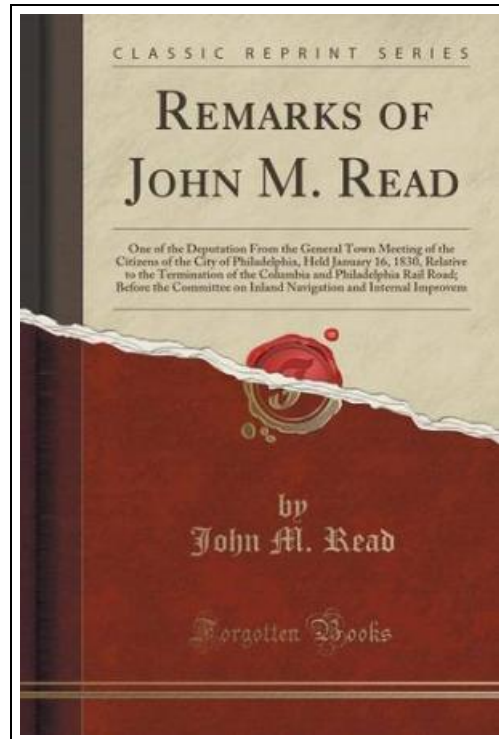 CLASSIC REPRINT SERIES
REMARKS OF
JOHN M. READ
One of the Deputation From the General Town Meeting of the
Citizens of the City of Philadelphia, Held January 16, 1830, Relative
to the Termination of the Columbia and Philadelphia Rail Road;
Before the Committee on Inland Navigation and Internal Improvem
by
John M. Read
Forgotten Books